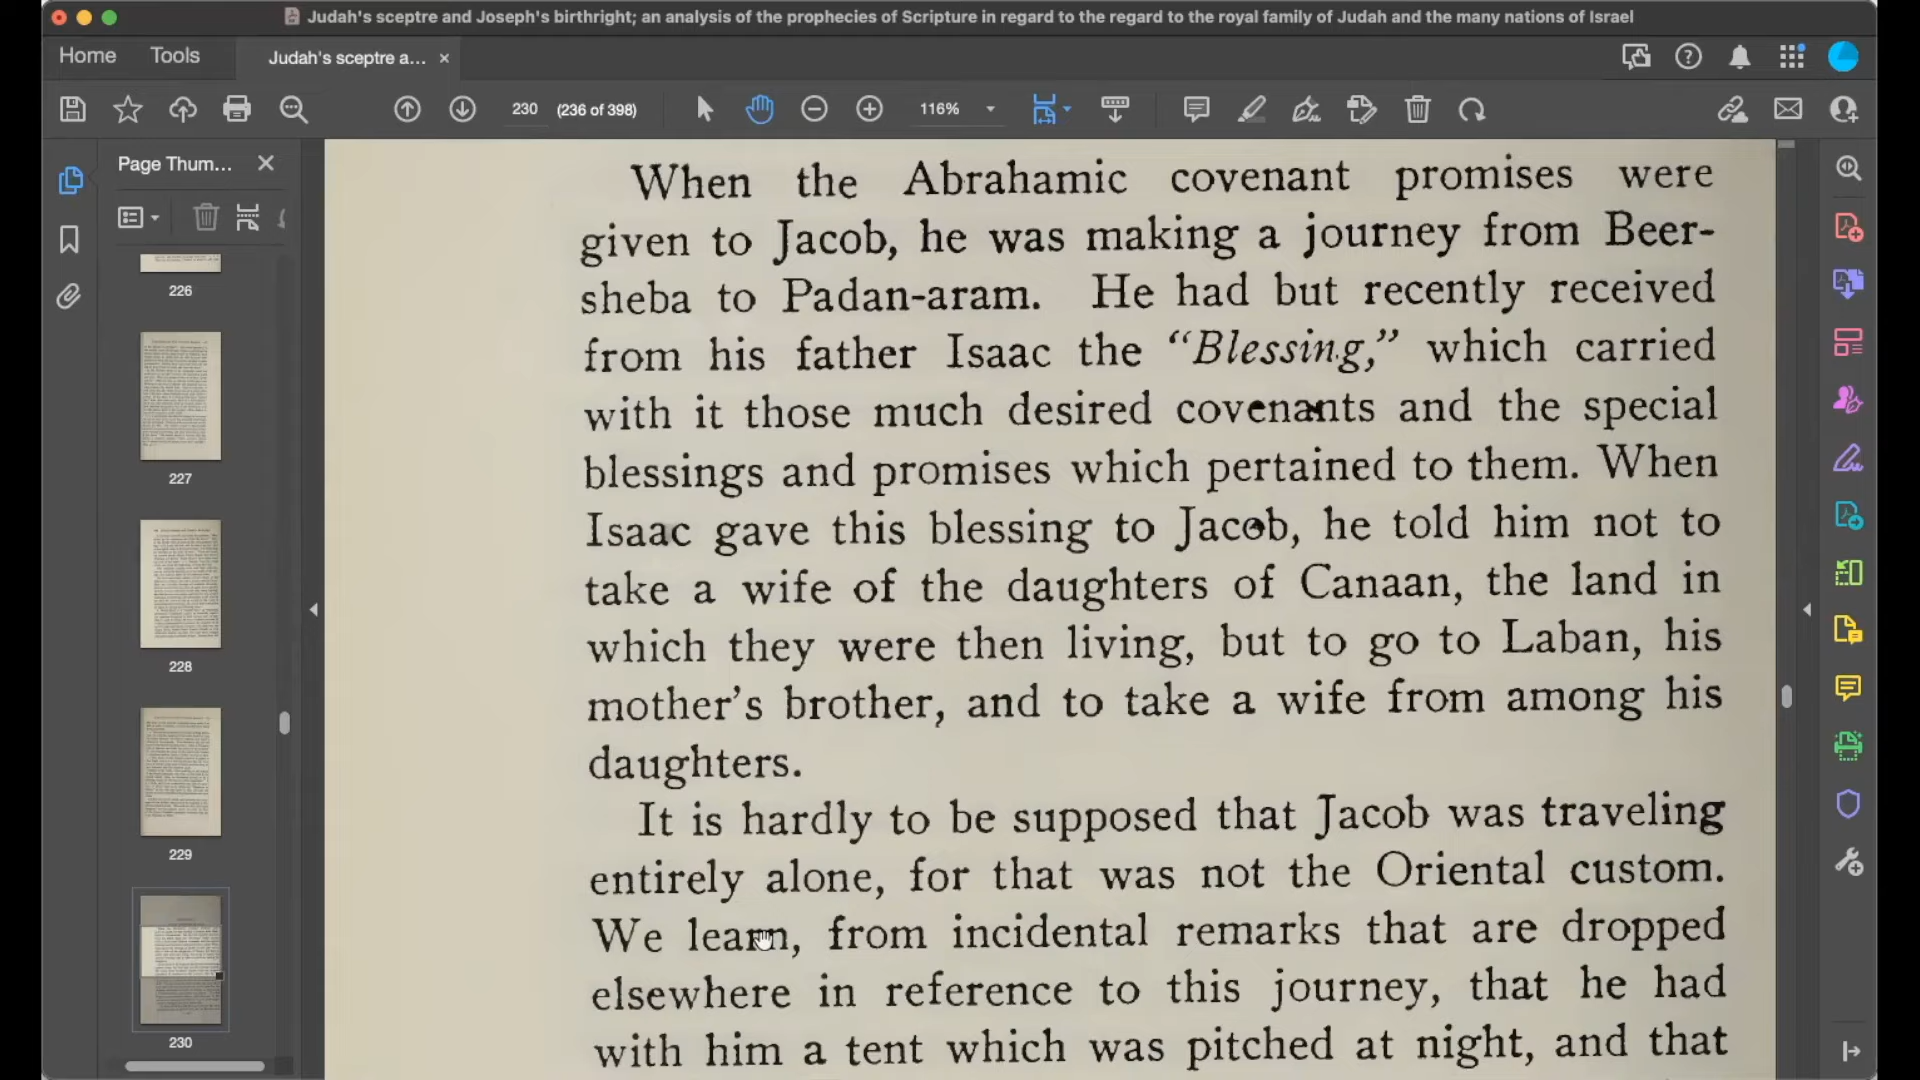 Judah's sceptre and Joseph's birthright; an analysis of the prophecies of Scripture in regard to the regard to the royal family of Judah and the many nations of Israel
Home Tools Judah's sceptre a...
230 (236 of 398) 116%
Page Thum...
226
227
228
229
230
When the Abrahamic covenant promises were
given to Jacob, he was making a journey from Beer-
sheba to Padan-aram. He had but recently received
from his father Isaac the “Blessing,” which carried
with it those much desired covenants and the special
blessings and promises which pertained to them. When
Isaac gave this blessing to Jacob, he told him not to
take a wife of the daughters of Canaan, the land in
which they were then living, but to go to Laban, his
mother’s brother, and to take a wife from among his
daughters.
It is hardly to be supposed that Jacob was traveling
entirely alone, for that was not the Oriental custom.
We learn, from incidental remarks that are dropped
elsewhere in reference to this journey, that he had
with him a tent which was pitched at night, and that